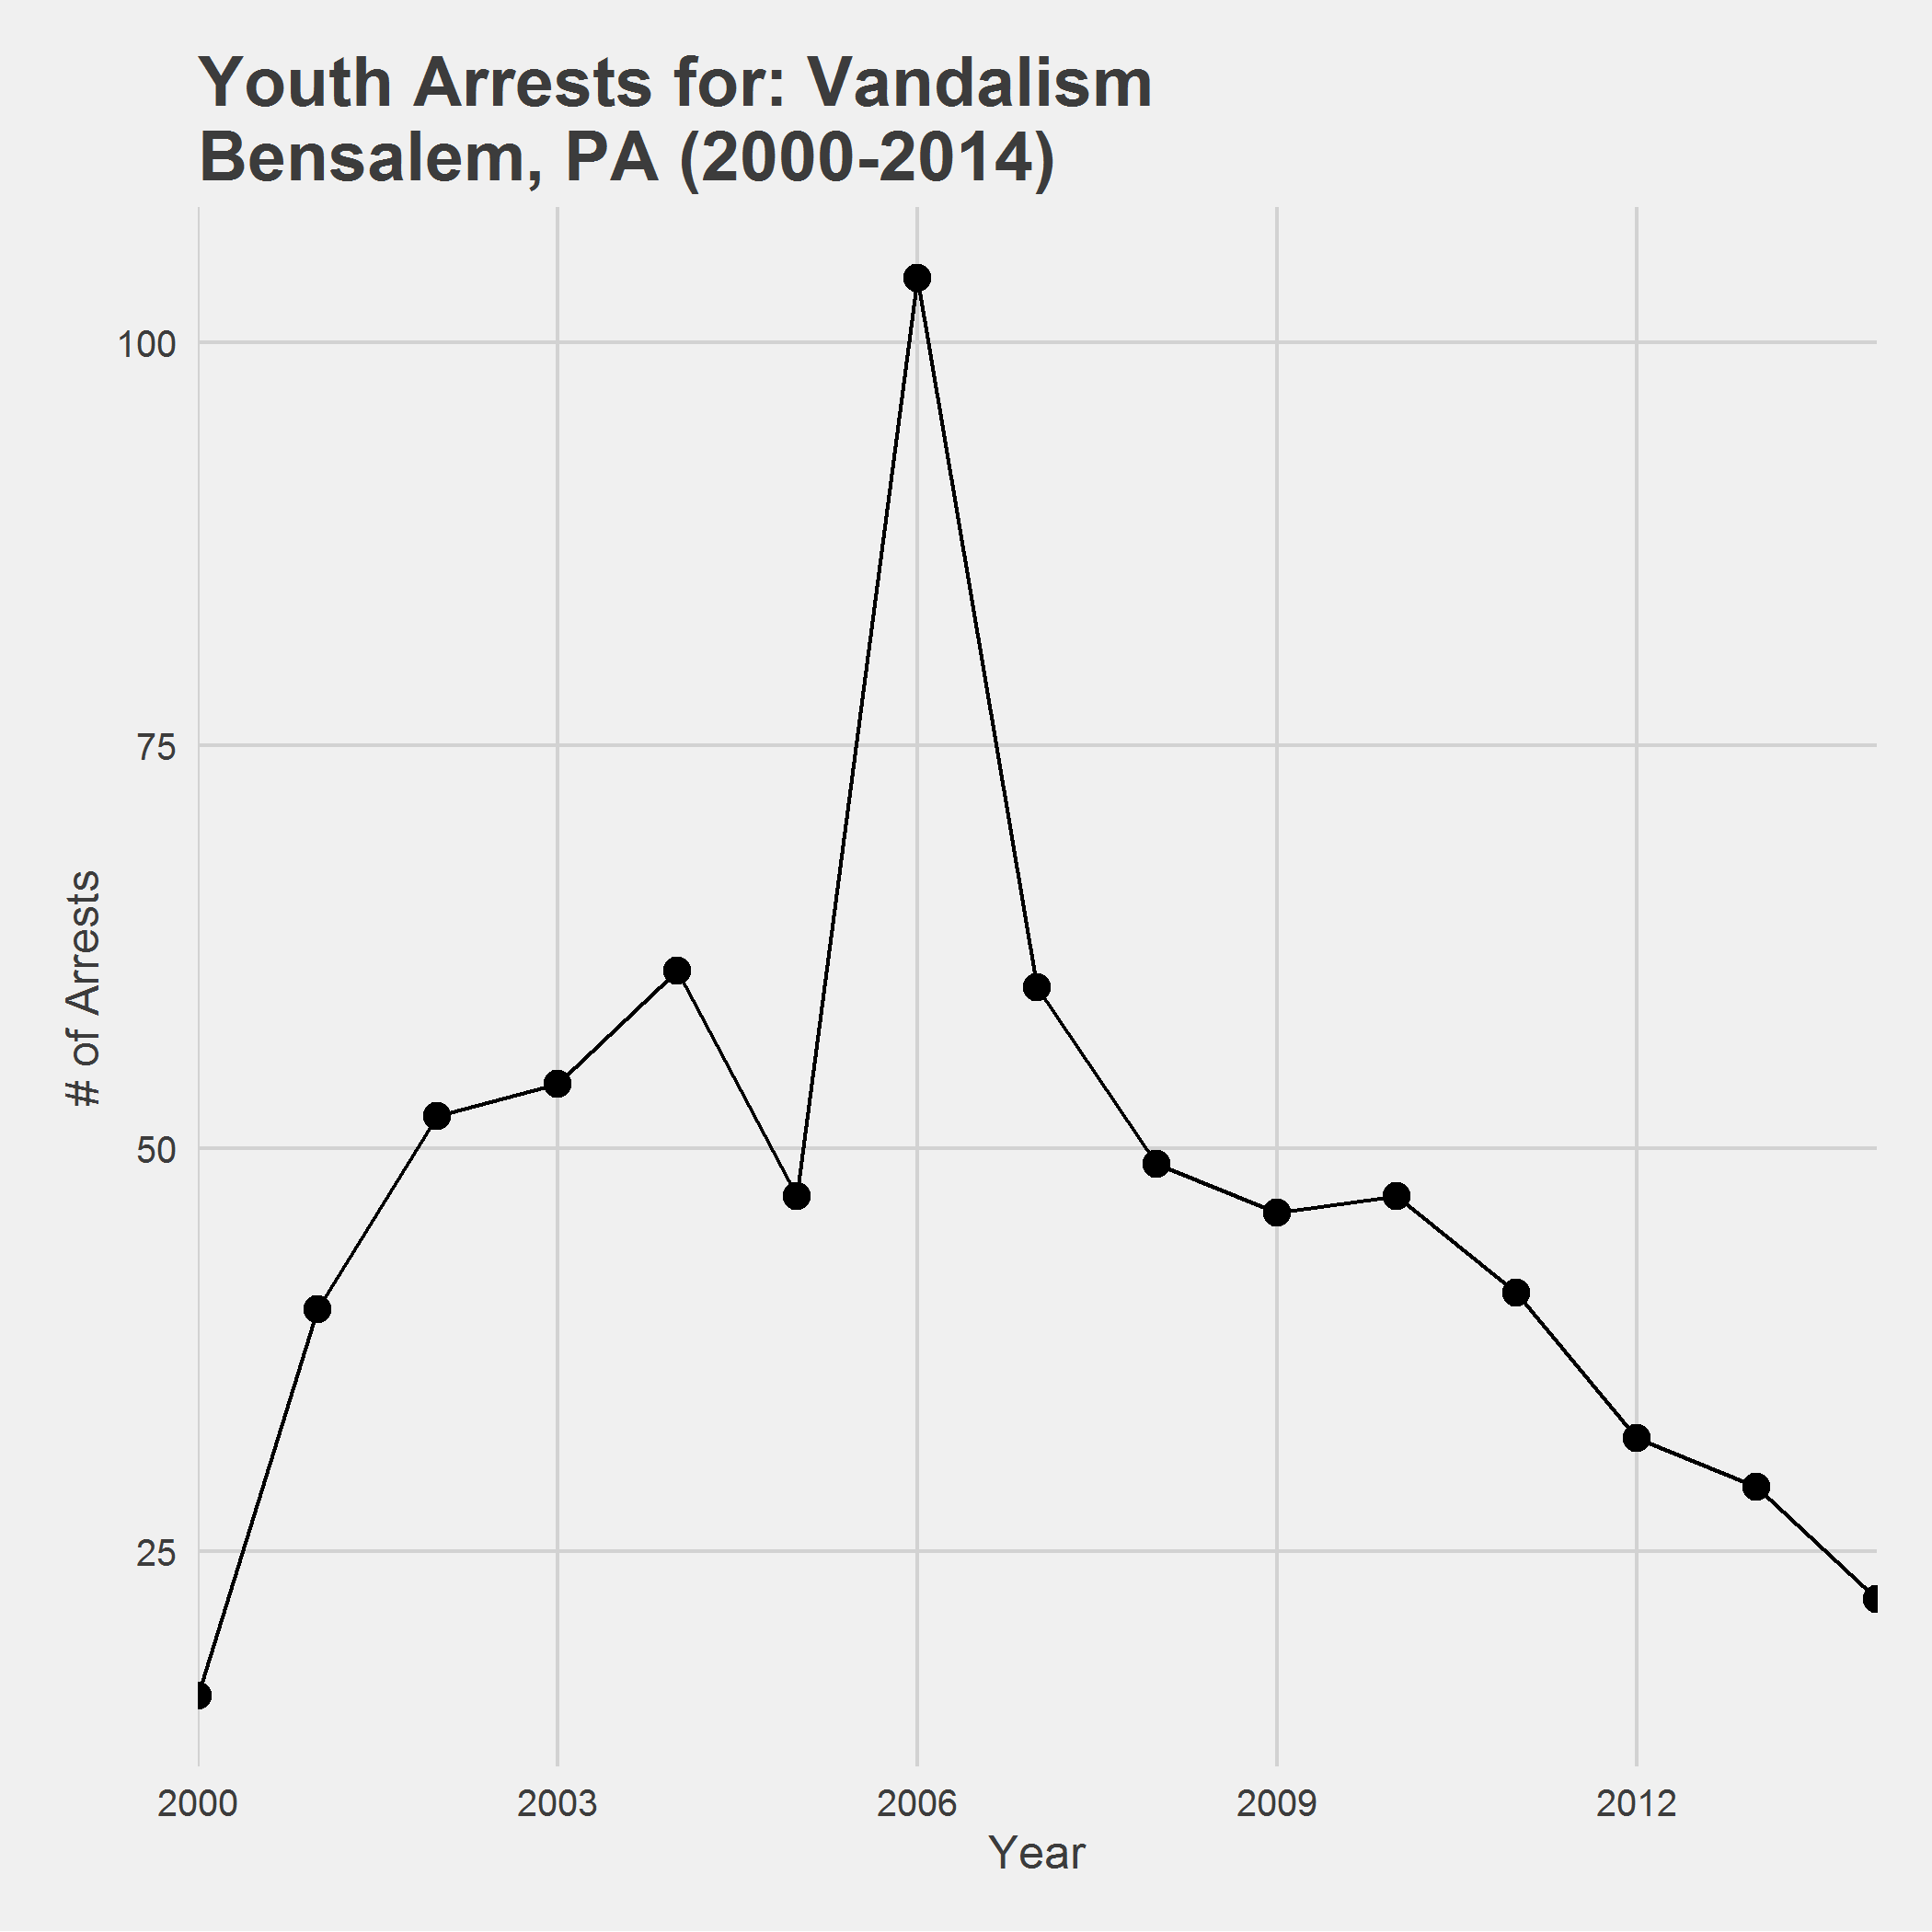 Youth Arrests for: Vandalism
Bensalem, PA (2000-2014)
100
75
50
25
# of Arrests
2000 2003 2006 2009 2012
Year